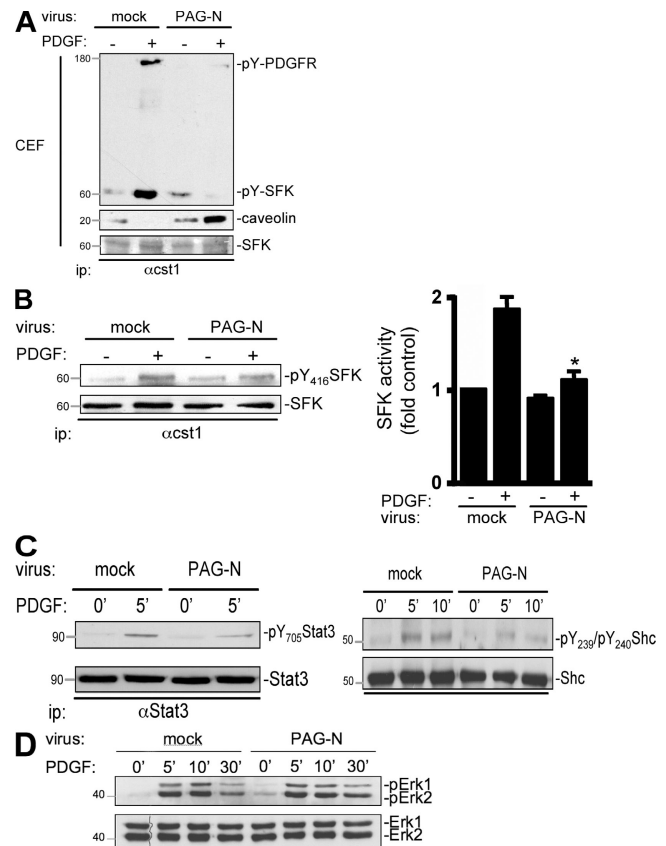 A
virus: mock PAG-N
PDGF: - + - +
180 -pY-PDGFR
CEF
60 -pY-SFK
20 -caveolin
60 -SFK
ip: αcst1
B
virus: mock PAG-N
PDGF: - + - +
60 -pY416SFK
60 -SFK
ip: αcst1
SFK activity
(fold control)
2
1
0
*
PDGF: - + - +
virus: mock PAG-N
C
virus: mock PAG-N
PDGF: 0' 5' 0' 5'
90 -pY705Stat3
90 -Stat3
ip: αStat3
mock PAG-N
0' 5' 10' 0' 5' 10'
50 -pY239/pY240Shc
50 -Shc
D
virus: mock PAG-N
PDGF: 0' 5' 10' 30' 0' 5' 10' 30'
-pErk1
40 -pErk2
-Erk1
40 -Erk2